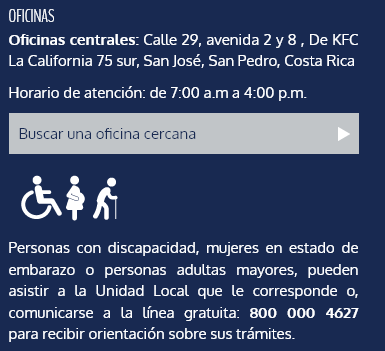 OFICINAS
Oficinas centrales: Calle 29, avenida 2 y 8 , De KFC
La California 75 sur, San José, San Pedro, Costa Rica
Horario de atención: de 7:00 a.m a 4:00 p.m.
Buscar una oficina cercana
Personas con discapacidad, mujeres en estado de
embarazo o personas adultas mayores, pueden
asistir a la Unidad Local que le corresponde o,
comunicarse a la línea gratuita: 800 000 4627
para recibir orientación sobre sus trámites.